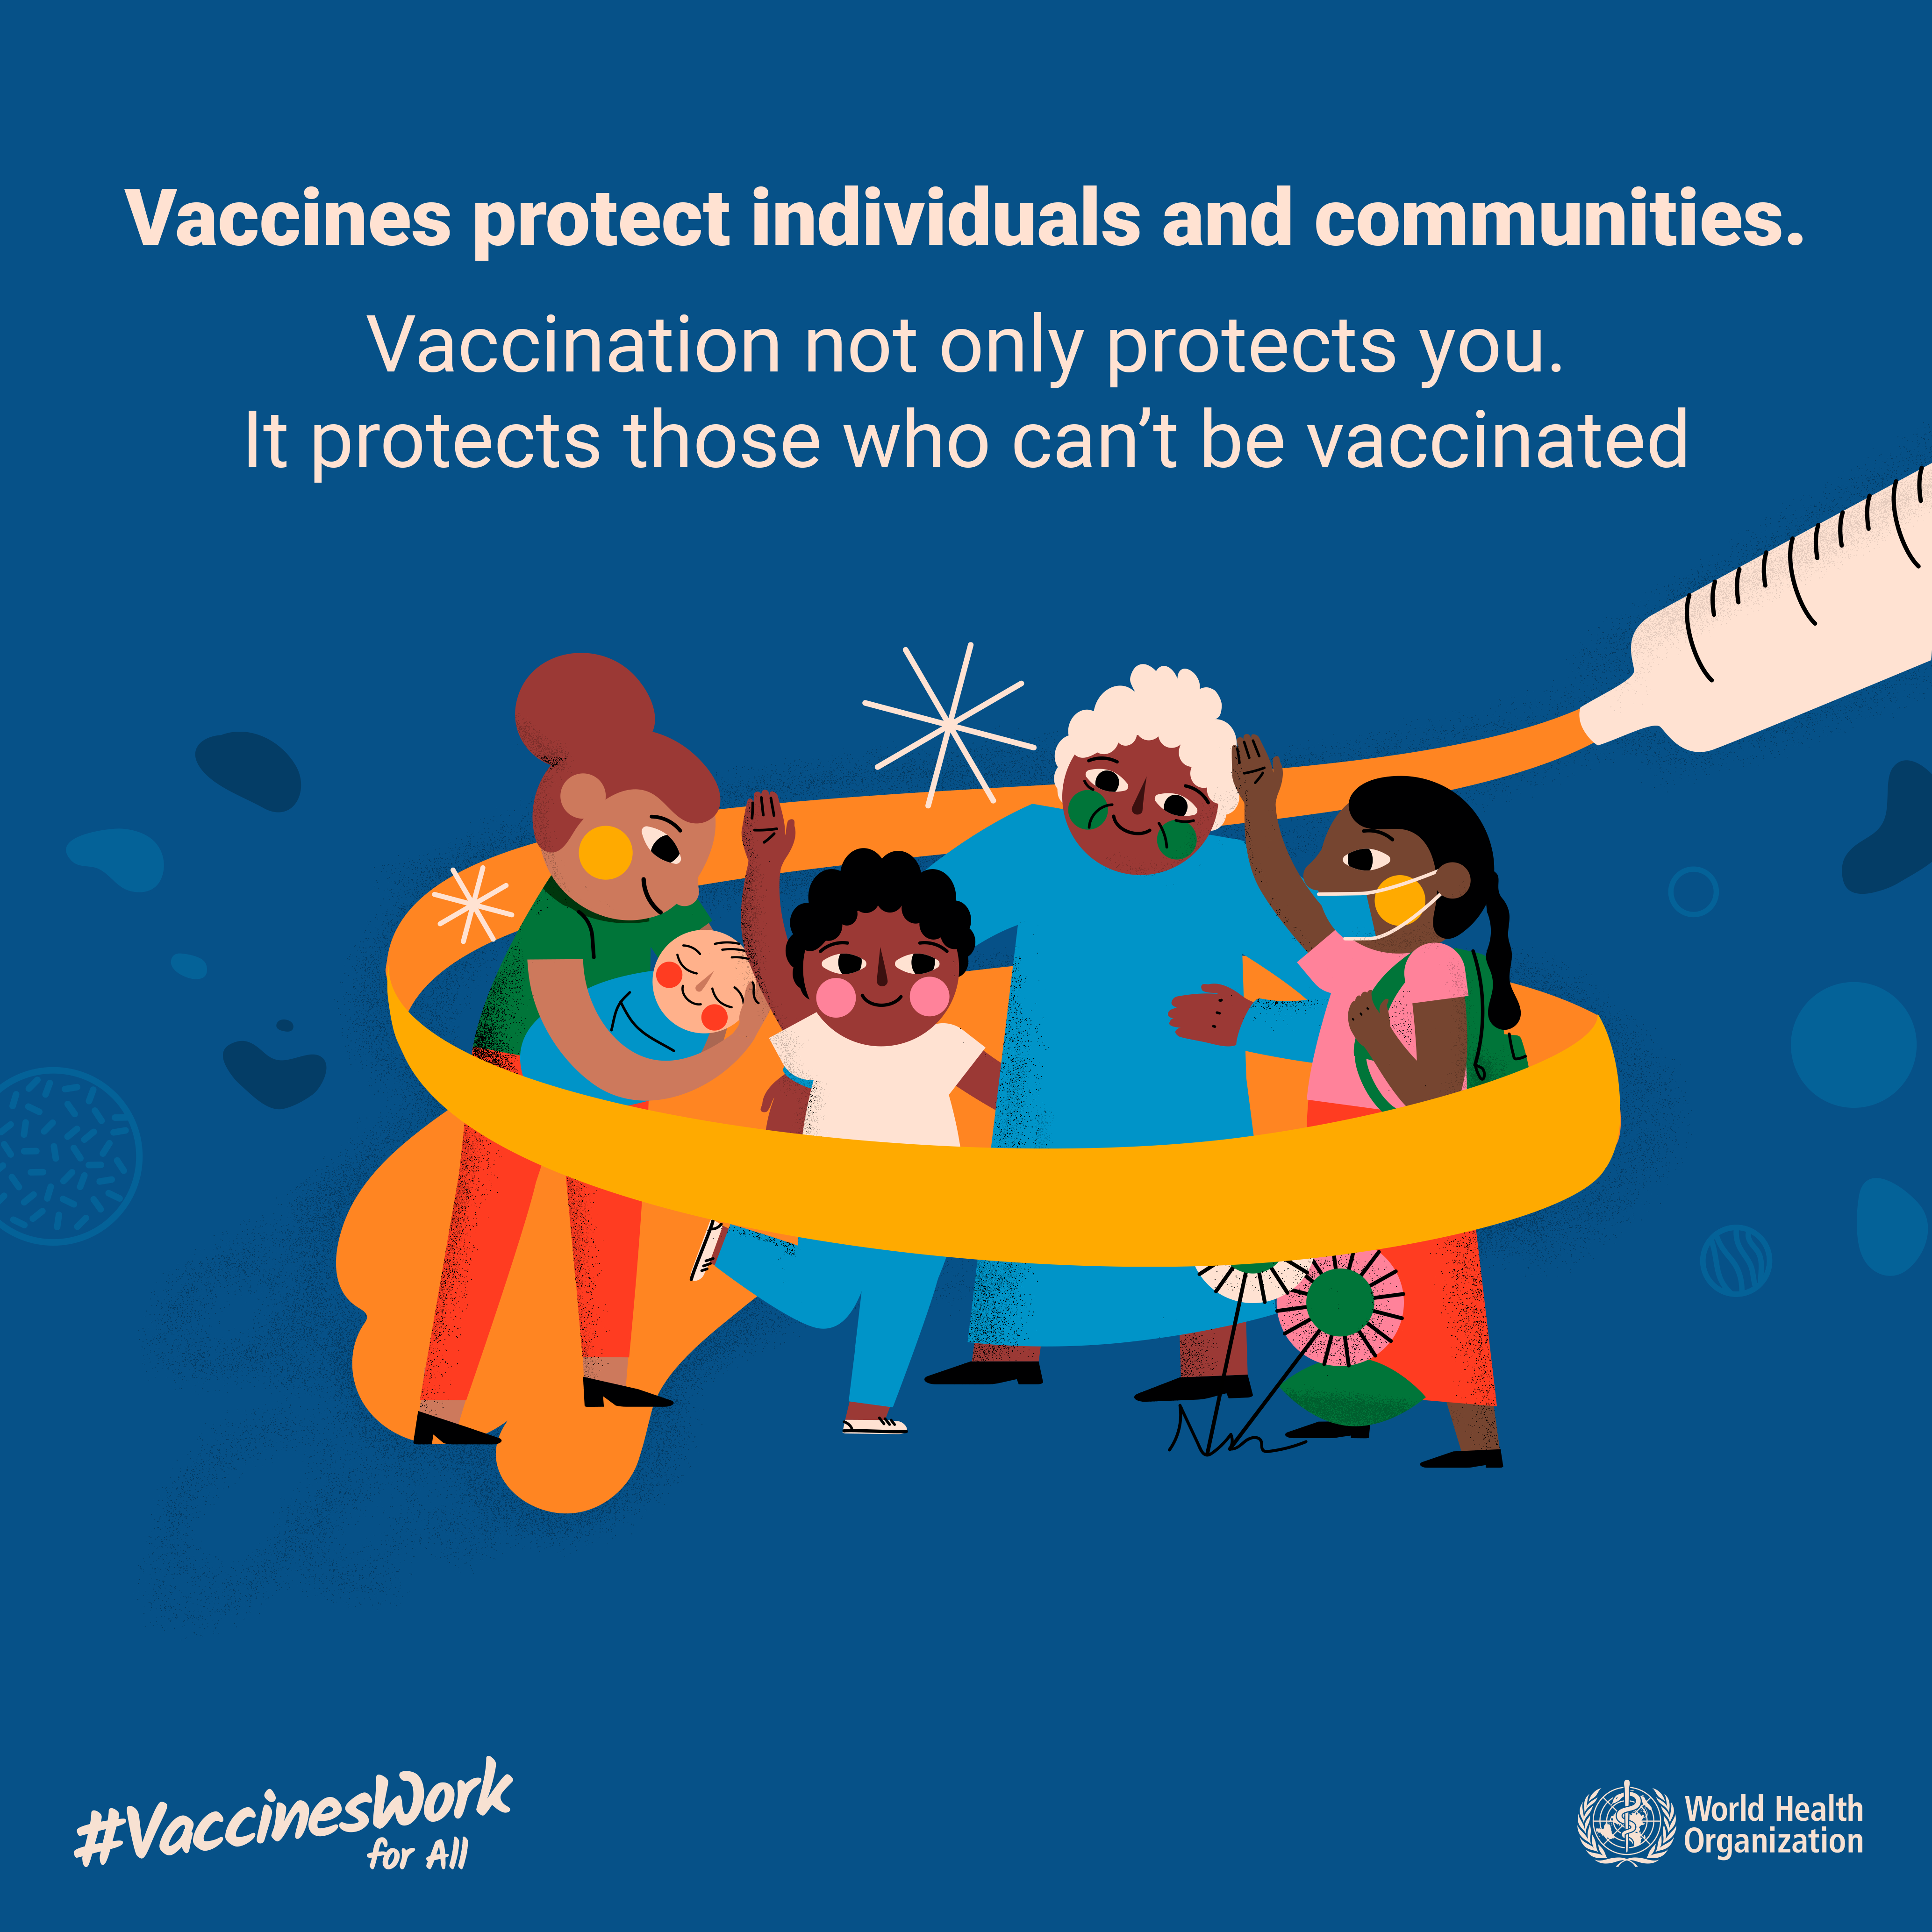 Vaccines protect individuals and communities.
Vaccination not only protects you.
It protects those who can’t be vaccinated
#VaccinesWork
for All
World Health
Organization